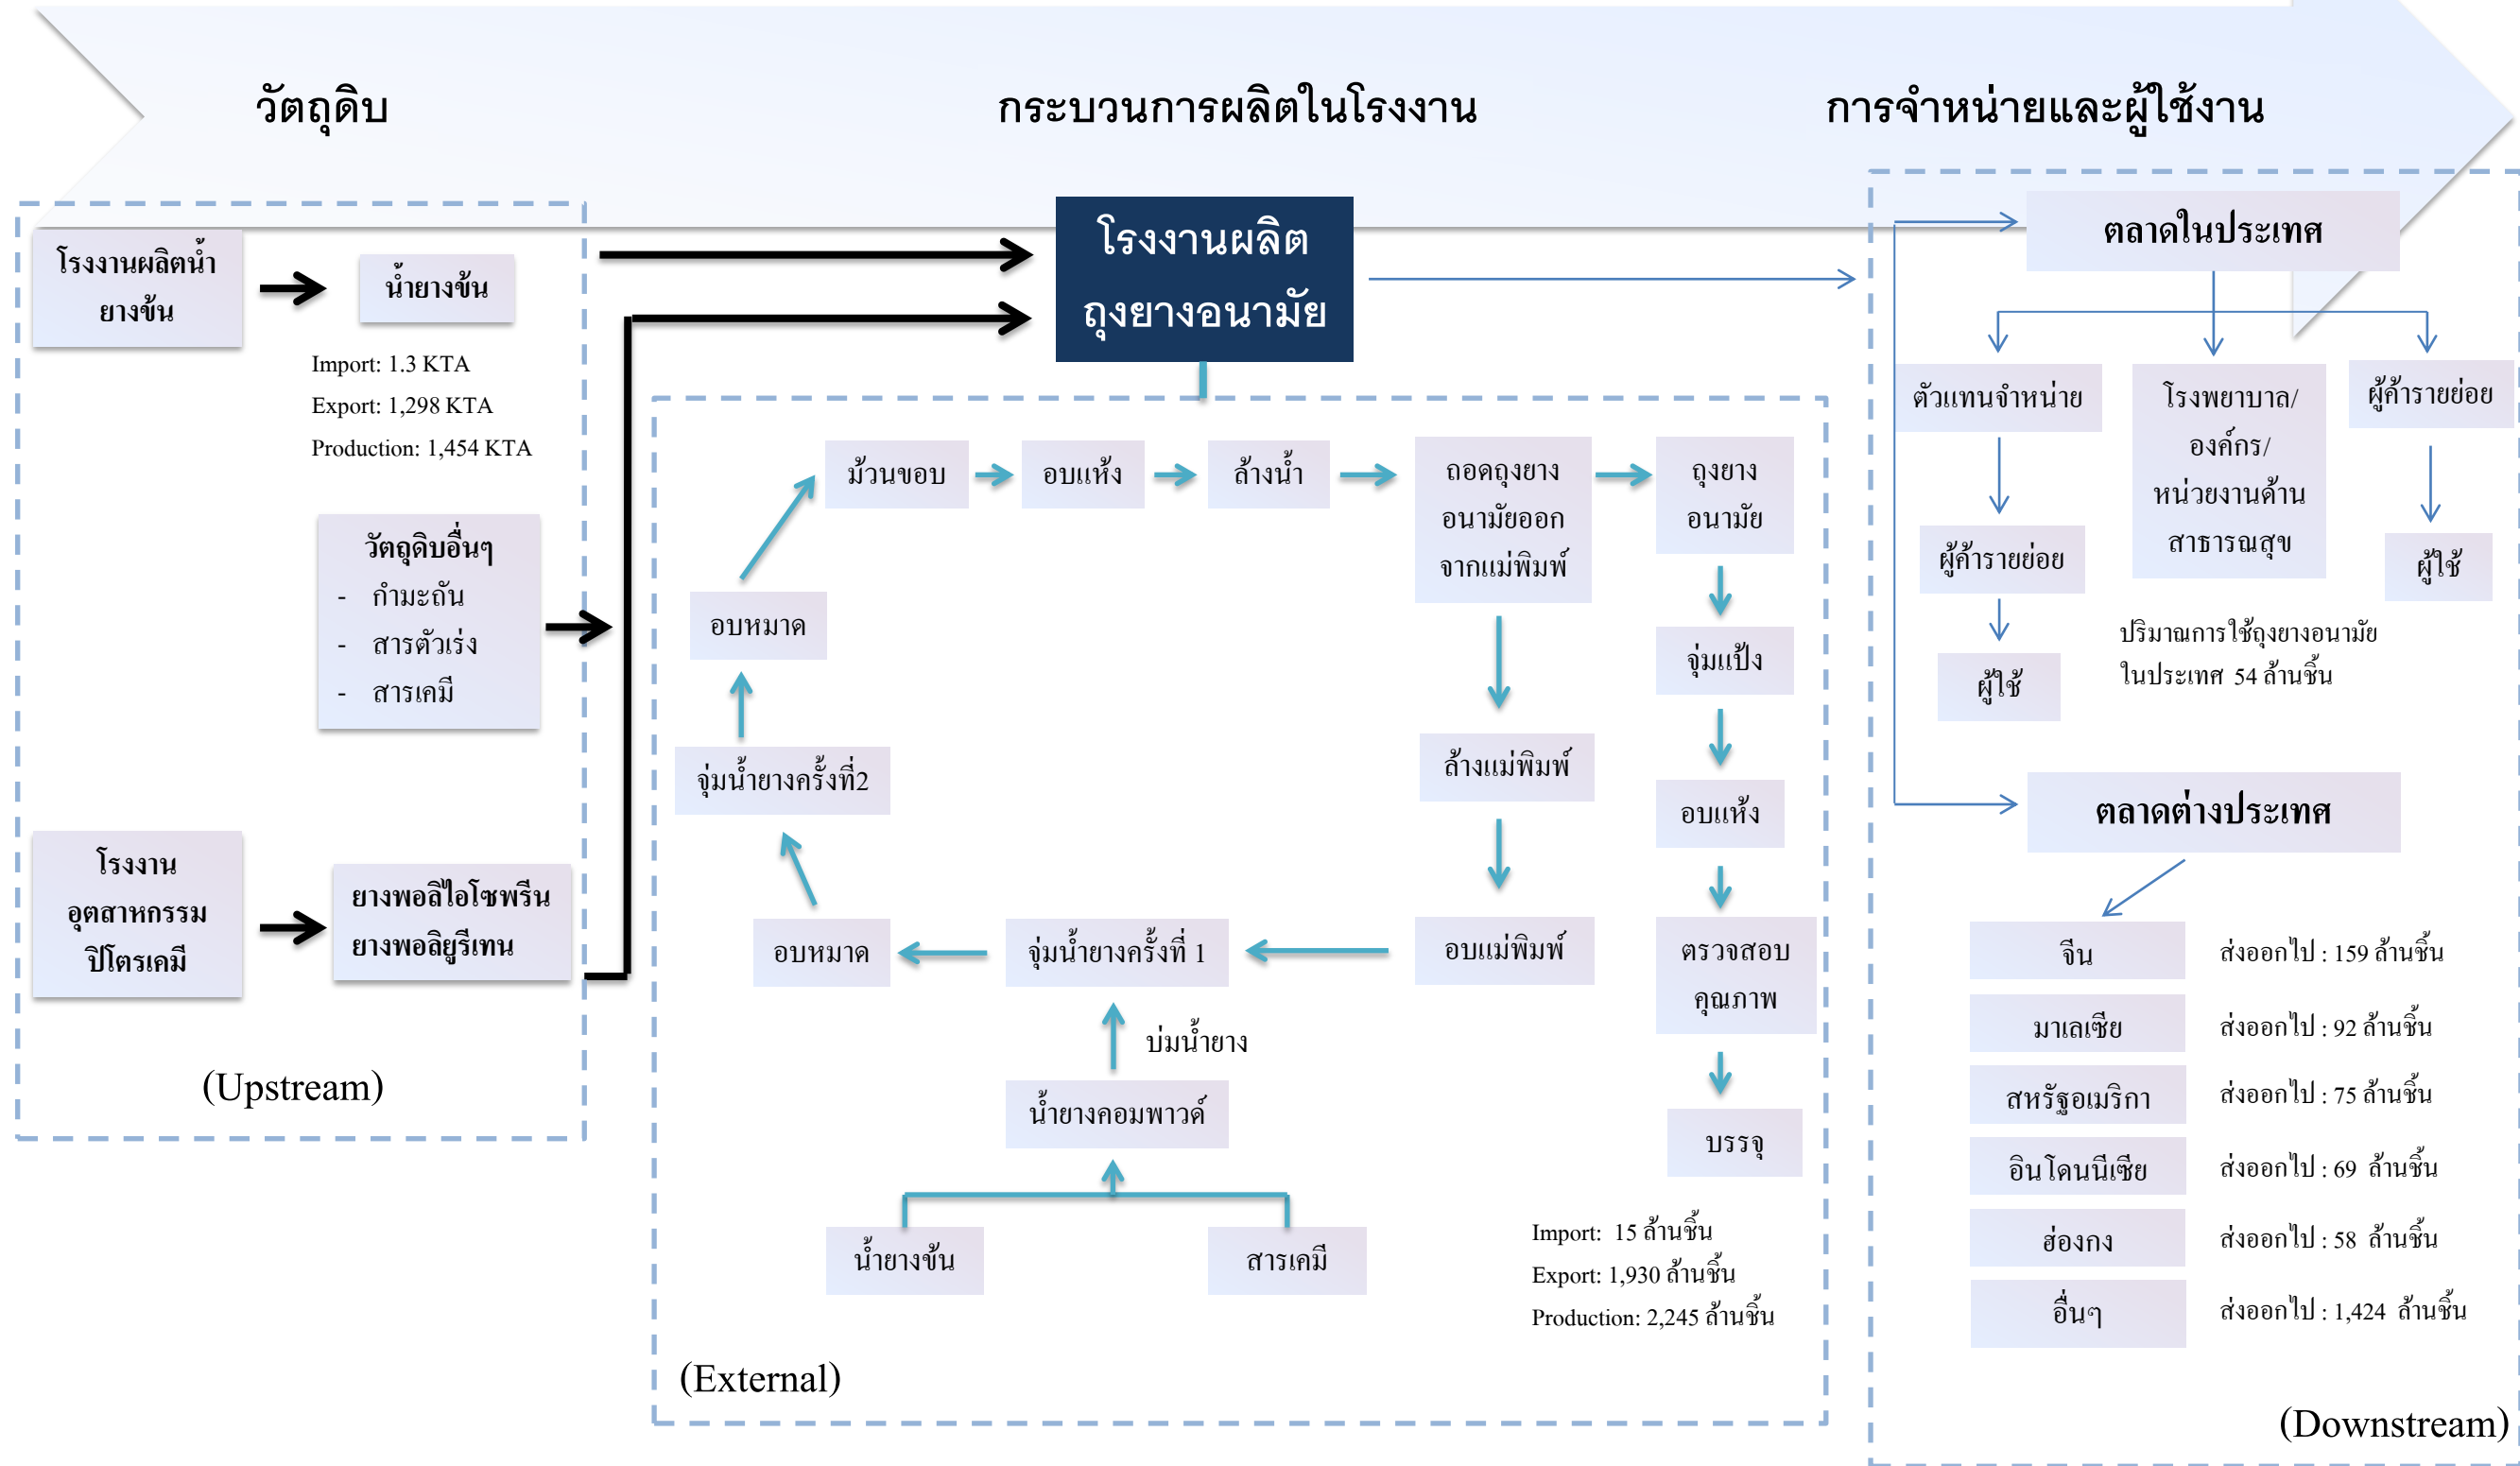 วัตถุดิบ
กระบวนการผลิตในโรงงาน
การจำหน่ายและผู้ใช้งาน
โรงงานผลิตน้ำ
ยางข้น
น้ำยางข้น
Import: 1.3 KTA
Export: 1,298 KTA
Production: 1,454 KTA
วัตถุดิบอื่นๆ
- กำมะถัน
- สารตัวเร่ง
- สารเคมี
โรงงาน
อุตสาหกรรม
ปิโตรเคมี
ยางพอลิไอโซพรีน
ยางพอลิยูรีเทน
(Upstream)
โรงงานผลิต
ถุงยางอนามัย
ม้วนขอบ
อบแห้ง
ล้างน้ำ
ถอดถุงยาง
อนามัยออก
จากแม่พิมพ์
ถุงยาง
อนามัย
อบหมาด
จุ่มแป้ง
จุ่มน้ำยางครั้งที่2
ล้างแม่พิมพ์
อบแห้ง
อบหมาด
จุ่มน้ำยางครั้งที่ 1
อบแม่พิมพ์
ตรวจสอบ
คุณภาพ
บ่มน้ำยาง
น้ำยางคอมพาวด์
บรรจุ
น้ำยางข้น
สารเคมี
Import: 15 ล้านชิ้น
Export: 1,930 ล้านชิ้น
Production: 2,245 ล้านชิ้น
(External)
ตลาดในประเทศ
ตัวแทนจำหน่าย
โรงพยาบาล/
องค์กร/
หน่วยงานด้าน
สาธารณสุข
ผู้ค้ารายย่อย
ผู้ค้ารายย่อย
ผู้ใช้
ผู้ใช้
ปริมาณการใช้ถุงยางอนามัย
ในประเทศ 54 ล้านชิ้น
ตลาดต่างประเทศ
จีน ส่งออกไป : 159 ล้านชิ้น
มาเลเซีย ส่งออกไป : 92 ล้านชิ้น
สหรัฐอเมริกา ส่งออกไป : 75 ล้านชิ้น
อินโดนนีเซีย ส่งออกไป : 69 ล้านชิ้น
ฮ่องกง ส่งออกไป : 58 ล้านชิ้น
อื่นๆ ส่งออกไป : 1,424 ล้านชิ้น
(Downstream)